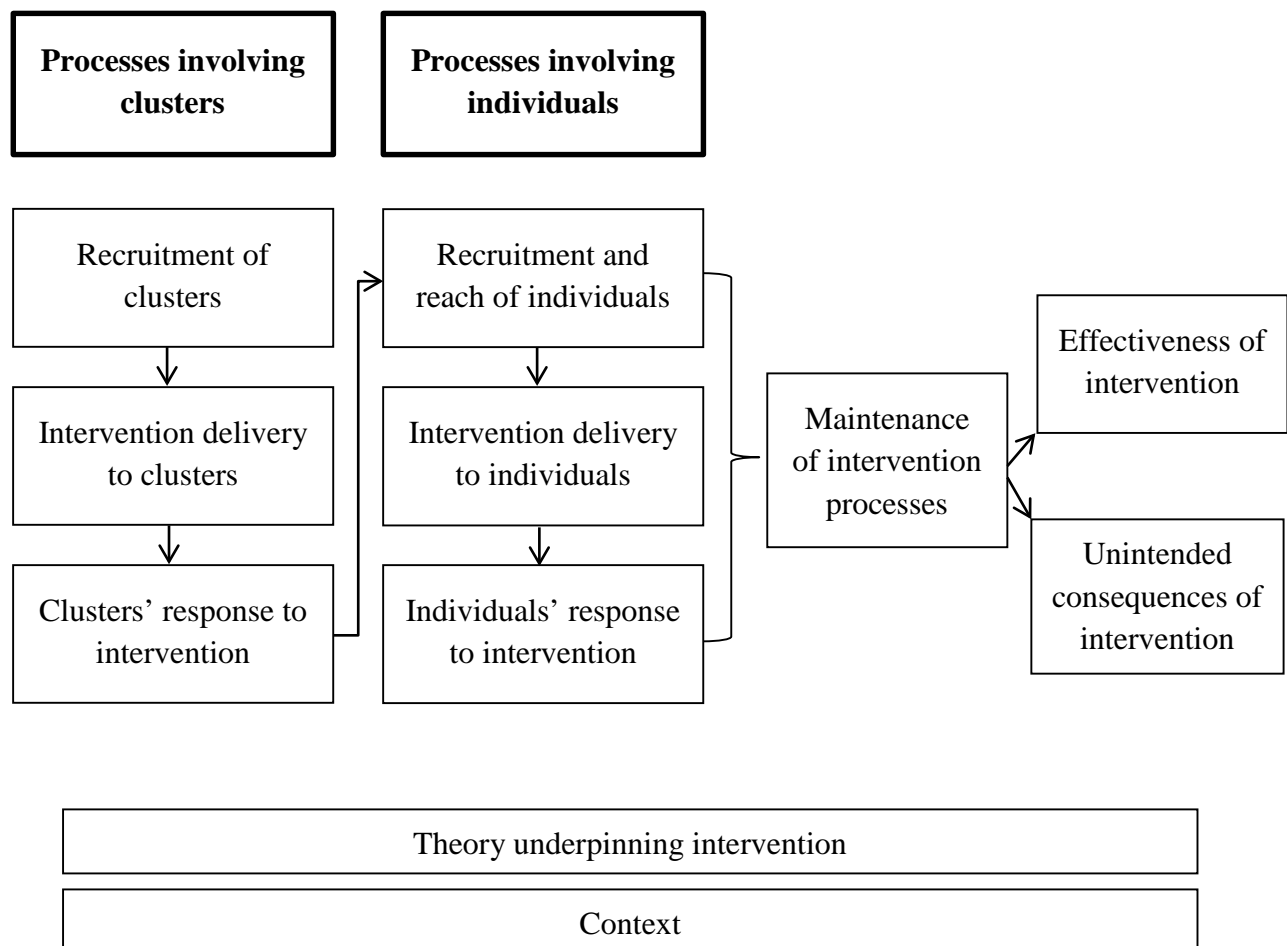 Processes involving
clusters
Processes involving
individuals
Recruitment of
clusters
Intervention delivery
to clusters
Clusters’ response to
intervention
Recruitment and
reach of individuals
Intervention delivery
to individuals
Individuals’ response
to intervention
Maintenance
of intervention
processes
Effectiveness of
intervention
Unintended
consequences of
intervention
Theory underpinning intervention
Context